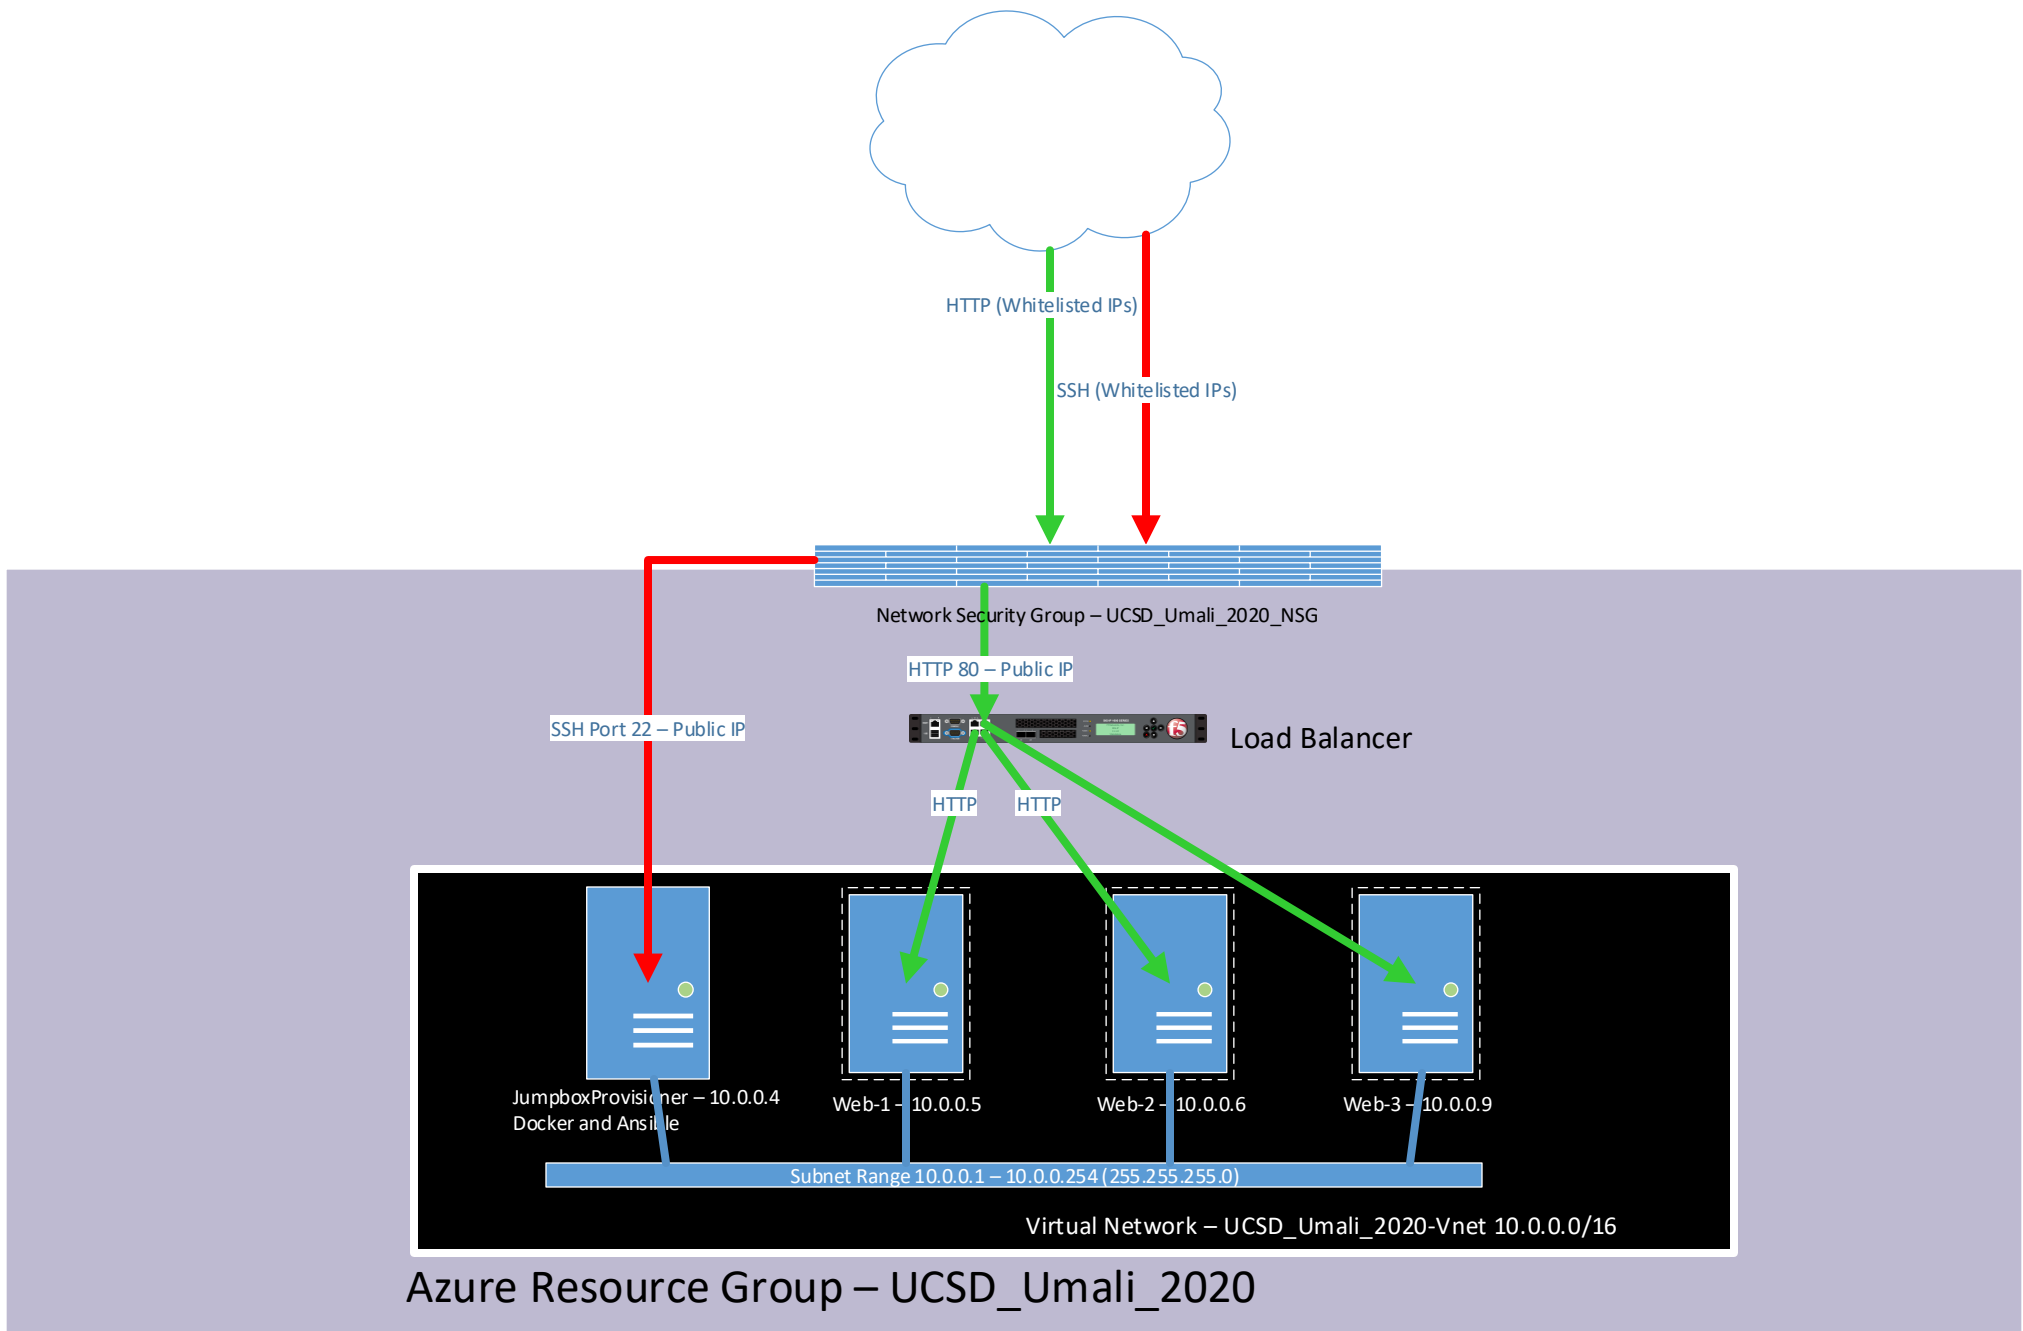 HTTP (Whitelisted IPs)
SSH (Whitelisted IPs)
Network Security Group – UCSD_Umali_2020_NSG
HTTP 80 – Public IP
SSH Port 22 – Public IP
f5
Load Balancer
HTTP
HTTP
JumpboxProvisioner – 10.0.0.4
Docker and Ansible
Web-1 – 10.0.0.5
Web-2 – 10.0.0.6
Web-3 – 10.0.0.9
Subnet Range 10.0.0.1 – 10.0.0.254 (255.255.255.0)
Virtual Network – UCSD_Umali_2020-Vnet 10.0.0.0/16
Azure Resource Group – UCSD_Umali_2020